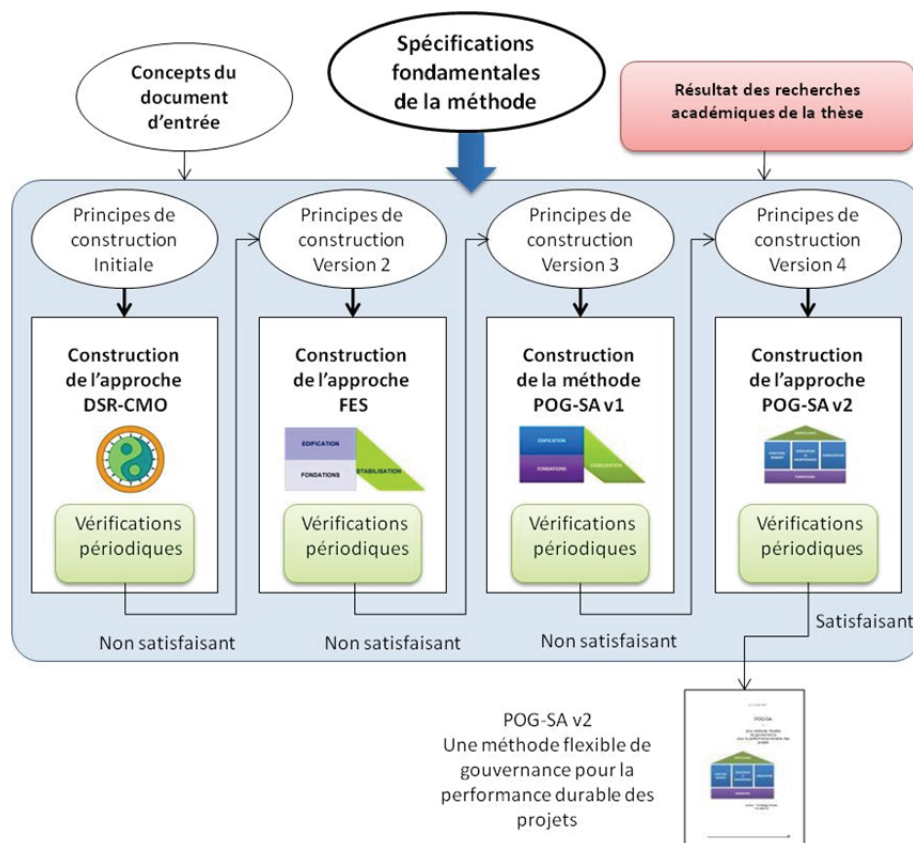 Spécifications
fondamentales
de la méthode
Concepts du
document
d'entrée
Résultat des recherches
académiques de la thèse
Principes de
construction
Initiale
Principes de
construction
Version 2
Principes de
construction
Version 3
Principes de
construction
Version 4
Construction
de l'approche
DSR-CMO
Construction
de l'approche
FES
EDIFICATION
FONDATIONS
STABILISATION
Construction
de la méthode
POG-SA v1
EDIFICATION
FONDATIONS
STABILISATION
Construction
de l'approche
POG-SA v2
Vérifications
périodiques
Vérifications
périodiques
Vérifications
périodiques
Vérifications
périodiques
Non satisfaisant
Non satisfaisant
Non satisfaisant
Satisfaisant
POG-SA v2
Une méthode flexible de
gouvernance pour la
performance durable des
projets
POG-SA